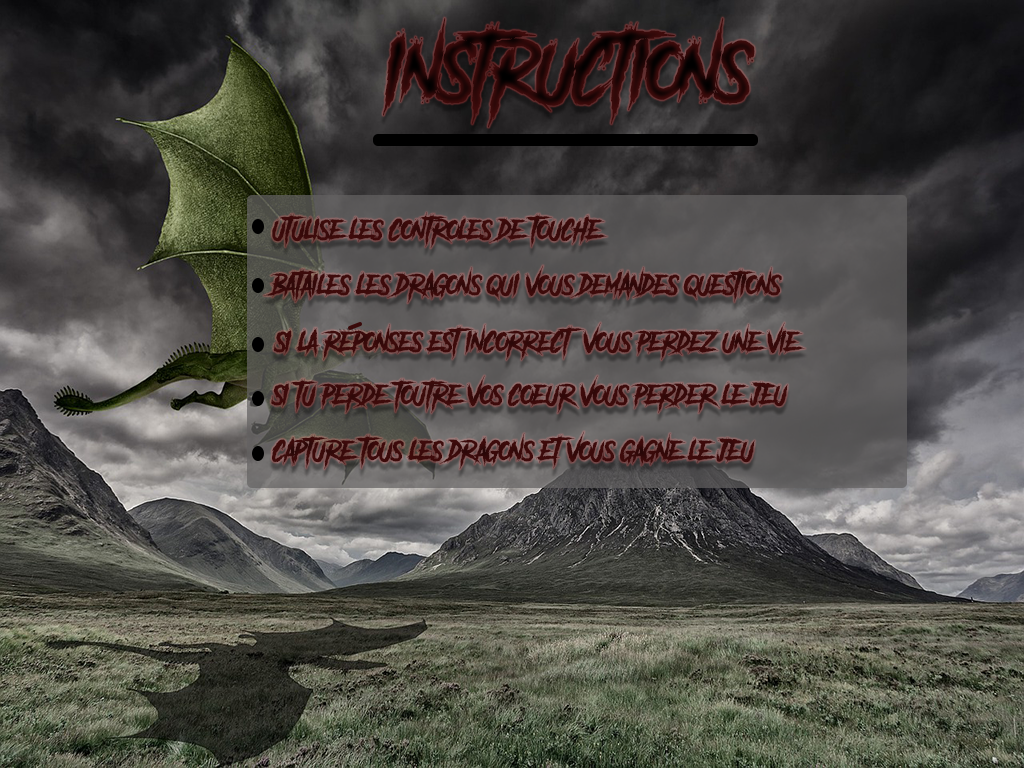 INSTRUCTIONS
UTULISE LES CONTROLES DE TOUCHE
BATAILES LES DRAGONS QUI VOUS DEMANDES QUESTIONS
SI LA RÉPONSES EST INCORRECT VOUS PERDEZ UNE VIE
SI TU PERDE TOUTRE VOS COEUR VOUS PERDER LE JEU
CAPTURE TOUS LES DRAGONS ET VOUS GAGNE LE JEU